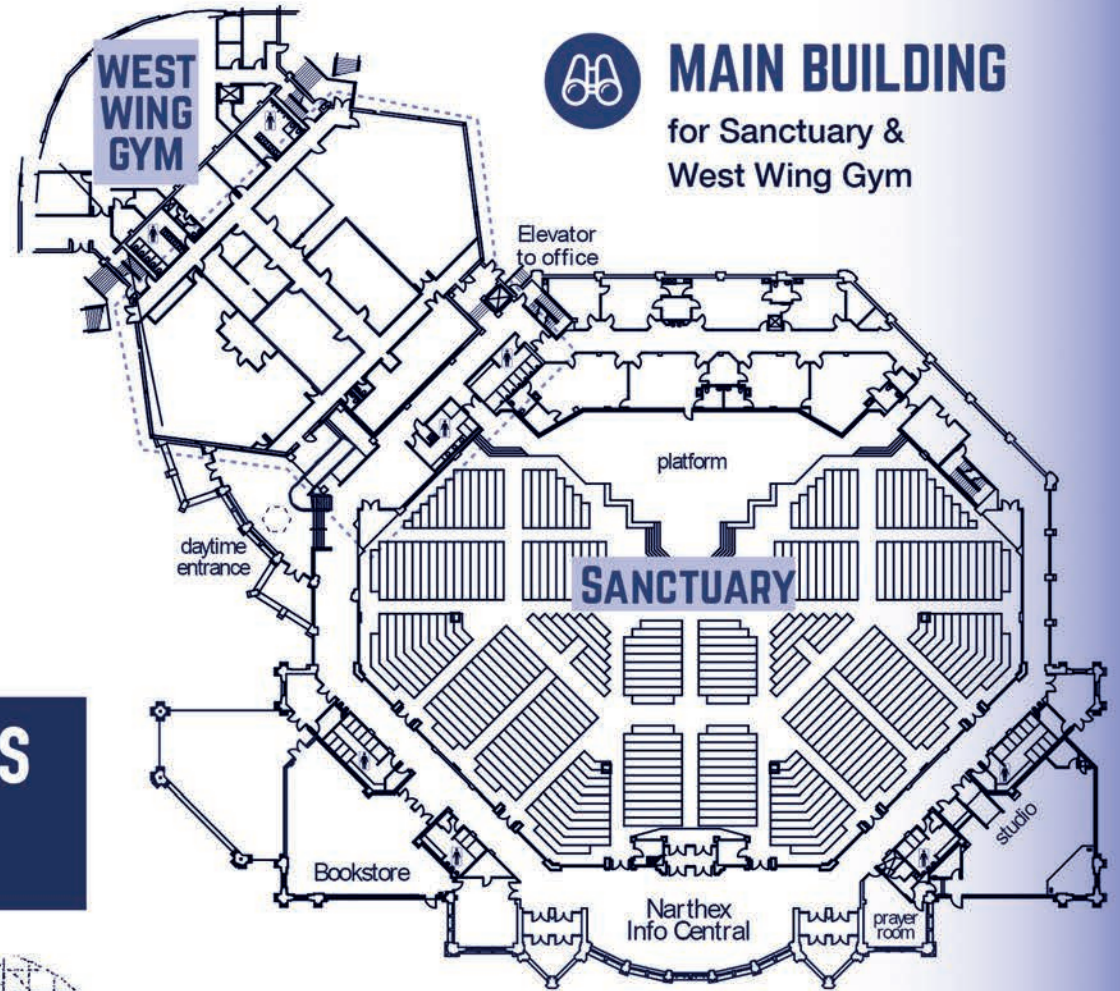 WEST
WING
GYM
MAIN BUILDING
for Sanctuary &
West Wing Gym
Elevator
to office
platform
daytime
entrance
SANCTUARY
S
Bookstore
Narthex
Info Central
prayer
room
studio